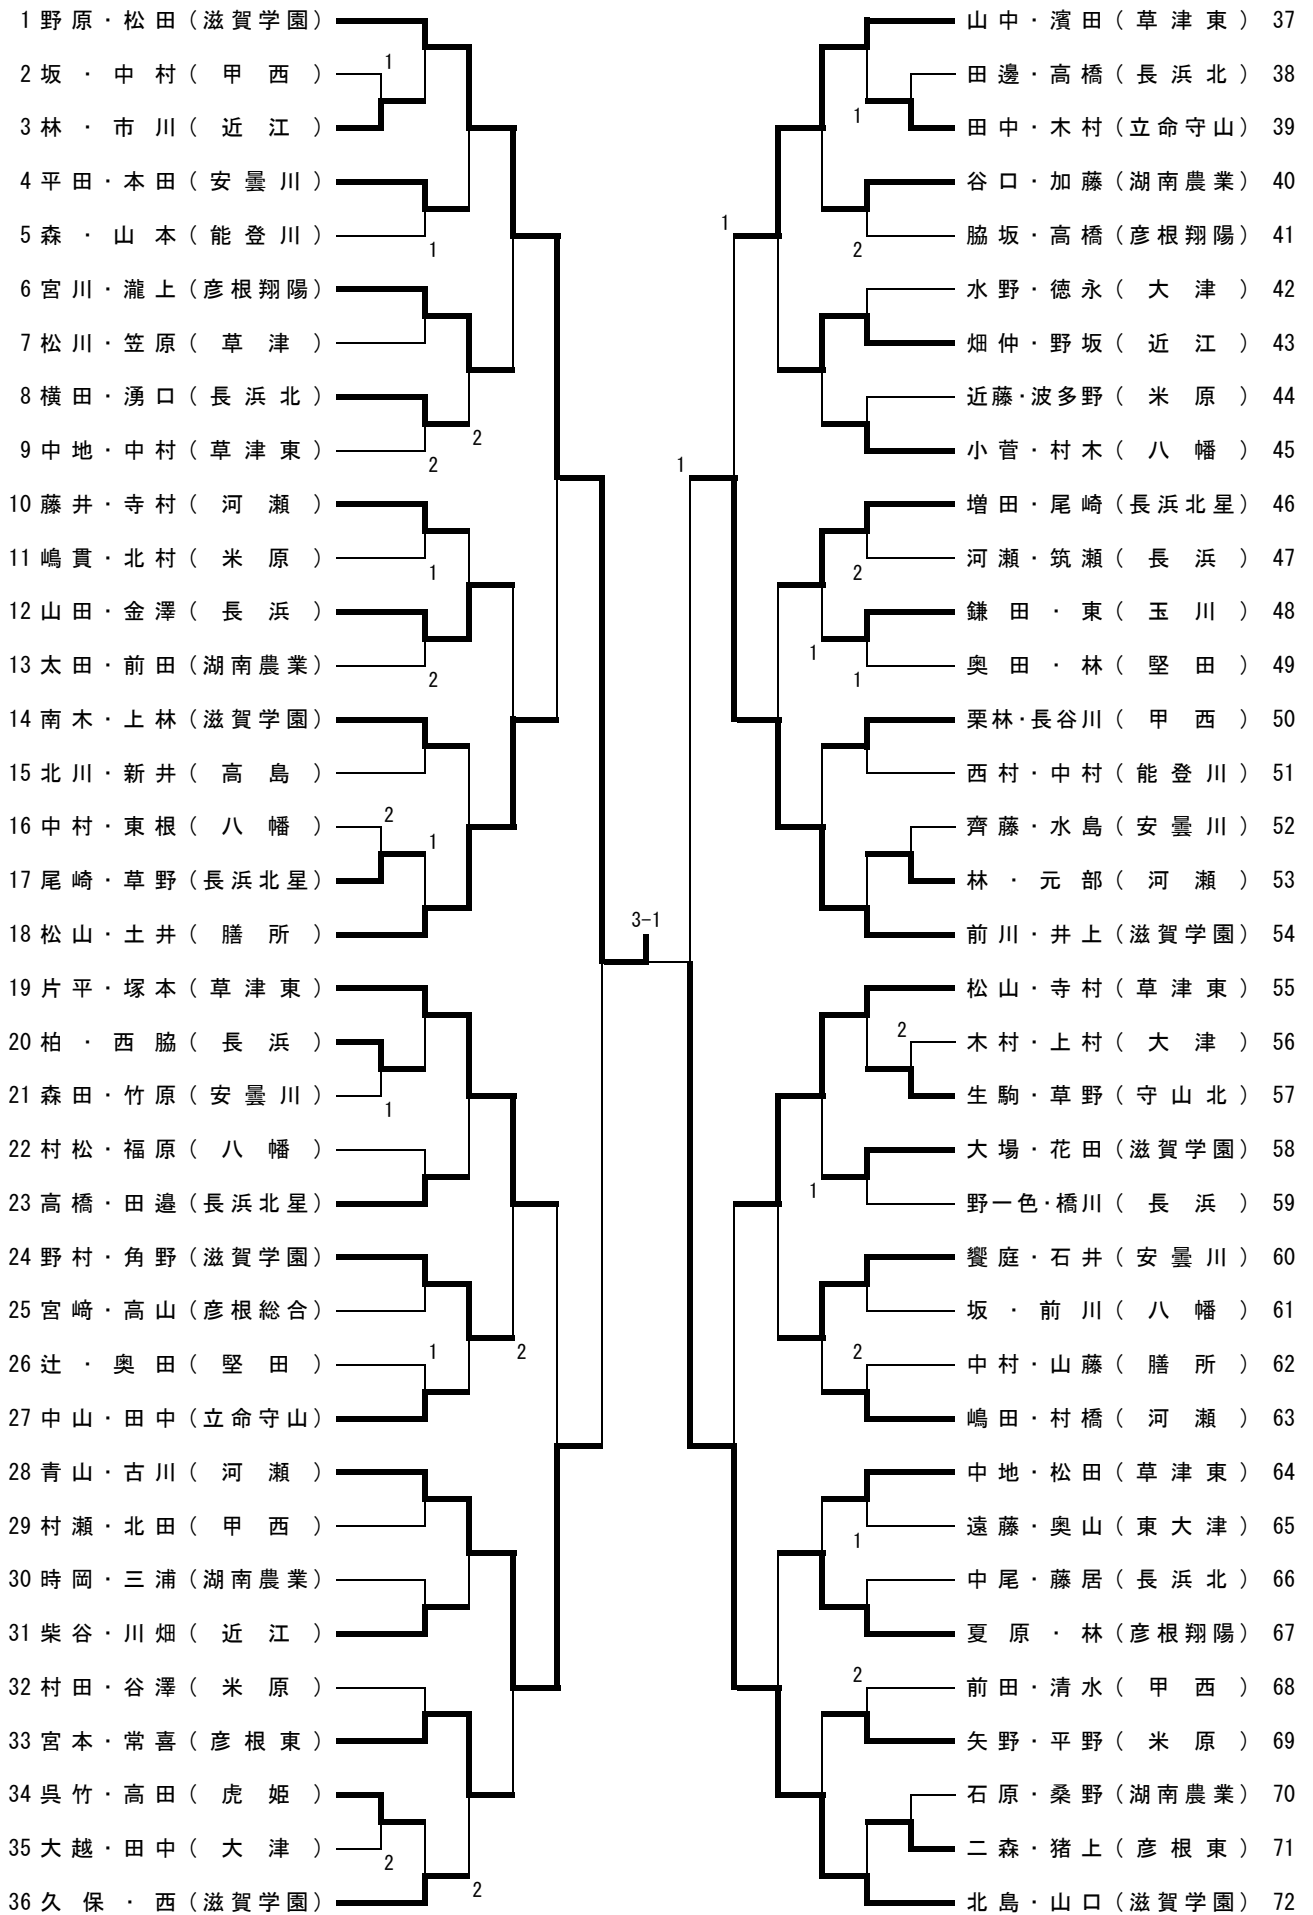 1 野原・松田 (滋賀学園)
2 坂・中村 (甲西)
3 林・市川 (近江)
4 平田・本田 (安曇川)
5 森・山本 (能登川)
6 宮川・瀧上 (彦根翔陽)
7 松川・笠原 (草津)
8 横田・湧口 (長浜北)
9 中地・中村 (草津東)
10 藤井・寺村 (河瀬)
11 嶋貫・北村 (米原)
12 山田・金澤 (長浜)
13 太田・前田 (湖南農業)
14 南木・上林 (滋賀学園)
15 北川・新井 (高島)
16 中村・東根 (八幡)
17 尾崎・草野 (長浜北星)
18 松山・土井 (膳所)
19 片平・塚本 (草津東)
20 柏・西脇 (長浜)
21 森田・竹原 (安曇川)
22 村松・福原 (八幡)
23 高橋・田邉 (長浜北星)
24 野村・角野 (滋賀学園)
25 宮﨑・高山 (彦根総合)
26 辻・奥田 (堅田)
27 中山・田中 (立命守山)
28 青山・古川 (河瀬)
29 村瀬・北田 (甲西)
30 時岡・三浦 (湖南農業)
31 柴谷・川畑 (近江)
32 村田・谷澤 (米原)
33 宮本・常喜 (彦根東)
34 呉竹・高田 (虎姫)
35 大越・田中 (大津)
36 久保・西 (滋賀学園)
1
1
2
2
1
2
2
1
1
1
2
2
2
3-1
1
1
山中・濱田 (草津東) 37
田邊・高橋 (長浜北) 38
田中・木村 (立命守山) 39
谷口・加藤 (湖南農業) 40
脇坂・高橋 (彦根翔陽) 41
水野・徳永 (大津) 42
畑仲・野坂 (近江) 43
近藤・波多野 (米原) 44
小菅・村木 (八幡) 45
増田・尾崎 (長浜北星) 46
河瀬・筑瀬 (長浜) 47
鎌田・東 (玉川) 48
奥田・林 (堅田) 49
栗林・長谷川 (甲西) 50
西村・中村 (能登川) 51
齊藤・水島 (安曇川) 52
林・元部 (河瀬) 53
前川・井上 (滋賀学園) 54
松山・寺村 (草津東) 55
木村・上村 (大津) 56
生駒・草野 (守山北) 57
大場・花田 (滋賀学園) 58
野一色・橋川 (長浜) 59
饗庭・石井 (安曇川) 60
坂・前川 (八幡) 61
中村・山藤 (膳所) 62
嶋田・村橋 (河瀬) 63
中地・松田 (草津東) 64
遠藤・奥山 (東大津) 65
中尾・藤居 (長浜北) 66
夏原・林 (彦根翔陽) 67
前田・清水 (甲西) 68
矢野・平野 (米原) 69
石原・桑野 (湖南農業) 70
二森・猪上 (彦根東) 71
北島・山口 (滋賀学園) 72
1
2
2
1
1
2
1
2
1
2